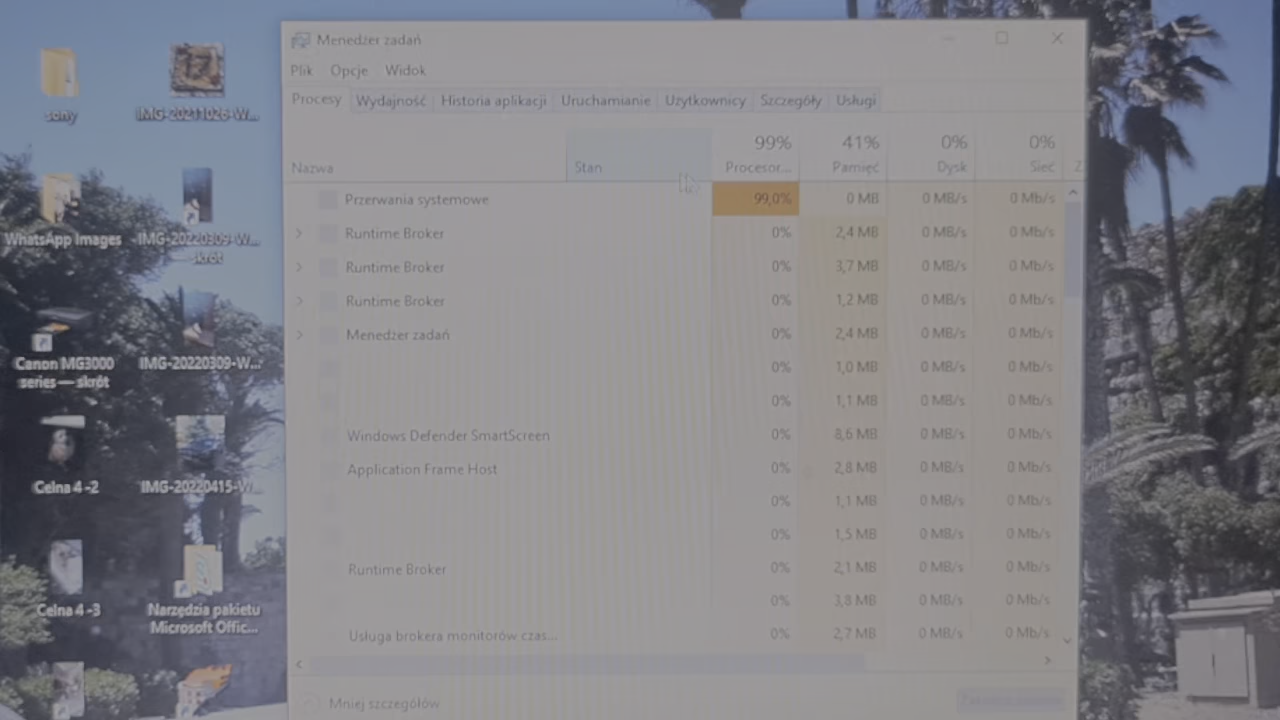 Menedżer zadań
Plik Opcje Widok
Procesy Wydajność Historia aplikacji Uruchamianie Użytkownicy Szczegóły Usługi
99% 41% 0% 0%
Nazwa Stan Procesor... Pamięć Dysk Sieć Z
Przerwania systemowe 99,0% 0 MB 0 MB/s 0 Mb/s
Runtime Broker 0% 2,4 MB 0 MB/s 0 Mb/s
Runtime Broker 0% 3,7 MB 0 MB/s 0 Mb/s
Runtime Broker 0% 1,2 MB 0 MB/s 0 Mb/s
Menedżer zadań 0% 2,4 MB 0 MB/s 0 Mb/s
0% 1,0 MB 0 MB/s 0 Mb/s
0% 1,1 MB 0 MB/s 0 Mb/s
Windows Defender SmartScreen 0% 8,6 MB 0 MB/s 0 Mb/s
Application Frame Host 0% 2,8 MB 0 MB/s 0 Mb/s
0% 1,1 MB 0 MB/s 0 Mb/s
0% 1,5 MB 0 MB/s 0 Mb/s
Runtime Broker 0% 2,1 MB 0 MB/s 0 Mb/s
0% 3,8 MB 0 MB/s 0 Mb/s
Usługa brokera monitorów czas... 0% 2,7 MB 0 MB/s 0 Mb/s
Mniej szczegółów
sony
IMG-20211026-W...
WhatsApp Images
IMG-20220309-W...
- skrót
Canon MG3000
series — skrót
IMG-20220309-W...
Celna 4 -2
IMG-20220415-W...
Celna 4 -3
Narzędzia pakietu
Microsoft Offic...